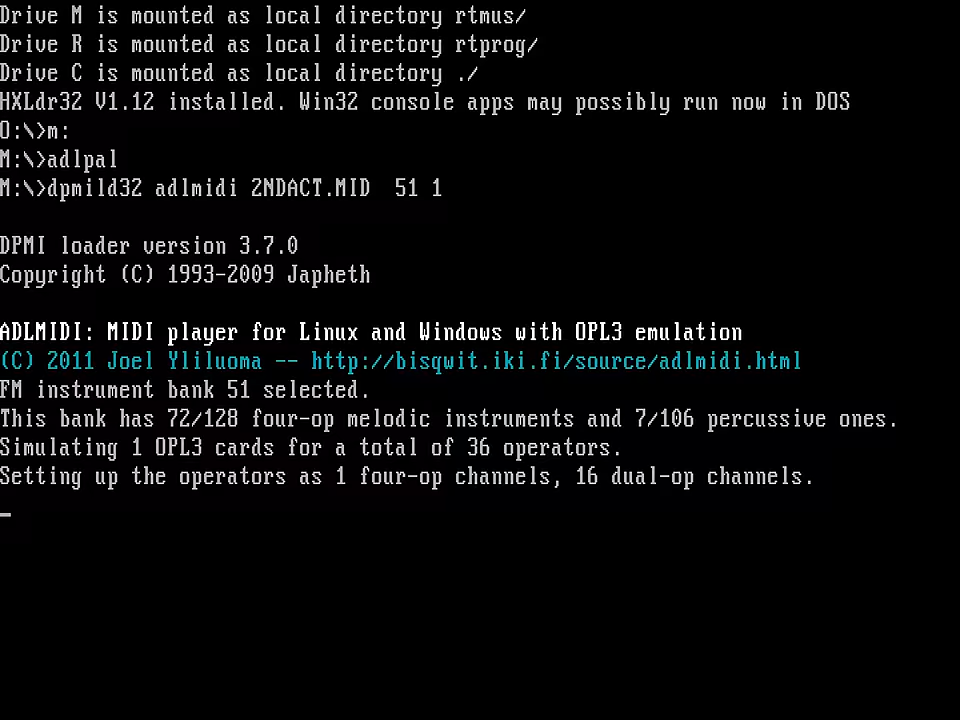 Drive M is mounted as local directory rtmus/
Drive R is mounted as local directory rtprog/
Drive C is mounted as local directory ./
HXLdr32 V1.12 installed. Win32 console apps may possibly run now in DOS
O:\>m:
M:\>adlpal
M:\>dpmild32 adlmidi 2NDACT.MID  51 1
DPMI loader version 3.7.0
Copyright (C) 1993-2009 Japheth
ADLMIDI: MIDI player for Linux and Windows with OPL3 emulation
(C) 2011 Joel Yliluoma -- http://bisqwit.iki.fi/source/adlmidi.html
FM instrument bank 51 selected.
This bank has 72/128 four-op melodic instruments and 7/106 percussive ones.
Simulating 1 OPL3 cards for a total of 36 operators.
Setting up the operators as 1 four-op channels, 16 dual-op channels.